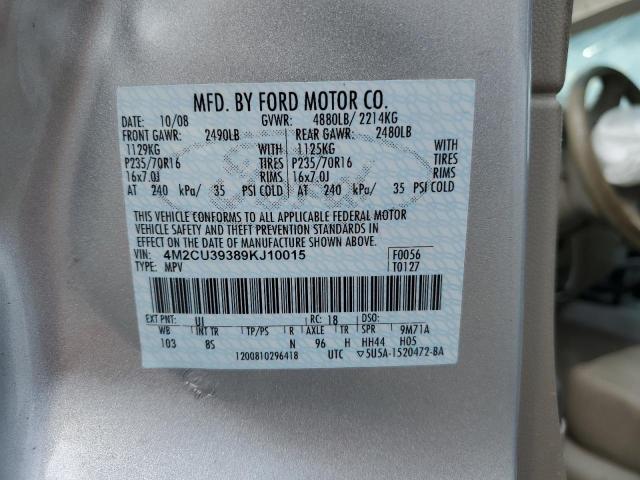 MFD. BY FORD MOTOR CO.
DATE: 10/08 GVWR: 4880LB/ 2214KG
FRONT GAWR: 2490LB REAR GAWR: 2480LB
1129KG WITH 1125KG WITH
P235/70R16 TIRES P235/70R16 TIRES
16x7.0J RIMS 16x7.0J RIMS
AT 240 kPa/ 35 PSI COLD AT 240 kPa/ 35 PSI COLD
THIS VEHICLE CONFORMS TO ALL APPLICABLE FEDERAL MOTOR
VEHICLE SAFETY AND THEFT PREVENTION STANDARDS IN
EFFECT ON THE DATE OF MANUFACTURE SHOWN ABOVE.
VIN: 4M2CU39389KJ10015 F0056
TYPE: MPV T0127
EXT PNT: UI RC: 18 DSO:
WB INT TR TP/PS R AXLE TR SPR 9M71A
103 8S N 96 H HH44 H05
1200810296418 UTC ▽5U5A-1520472-BA